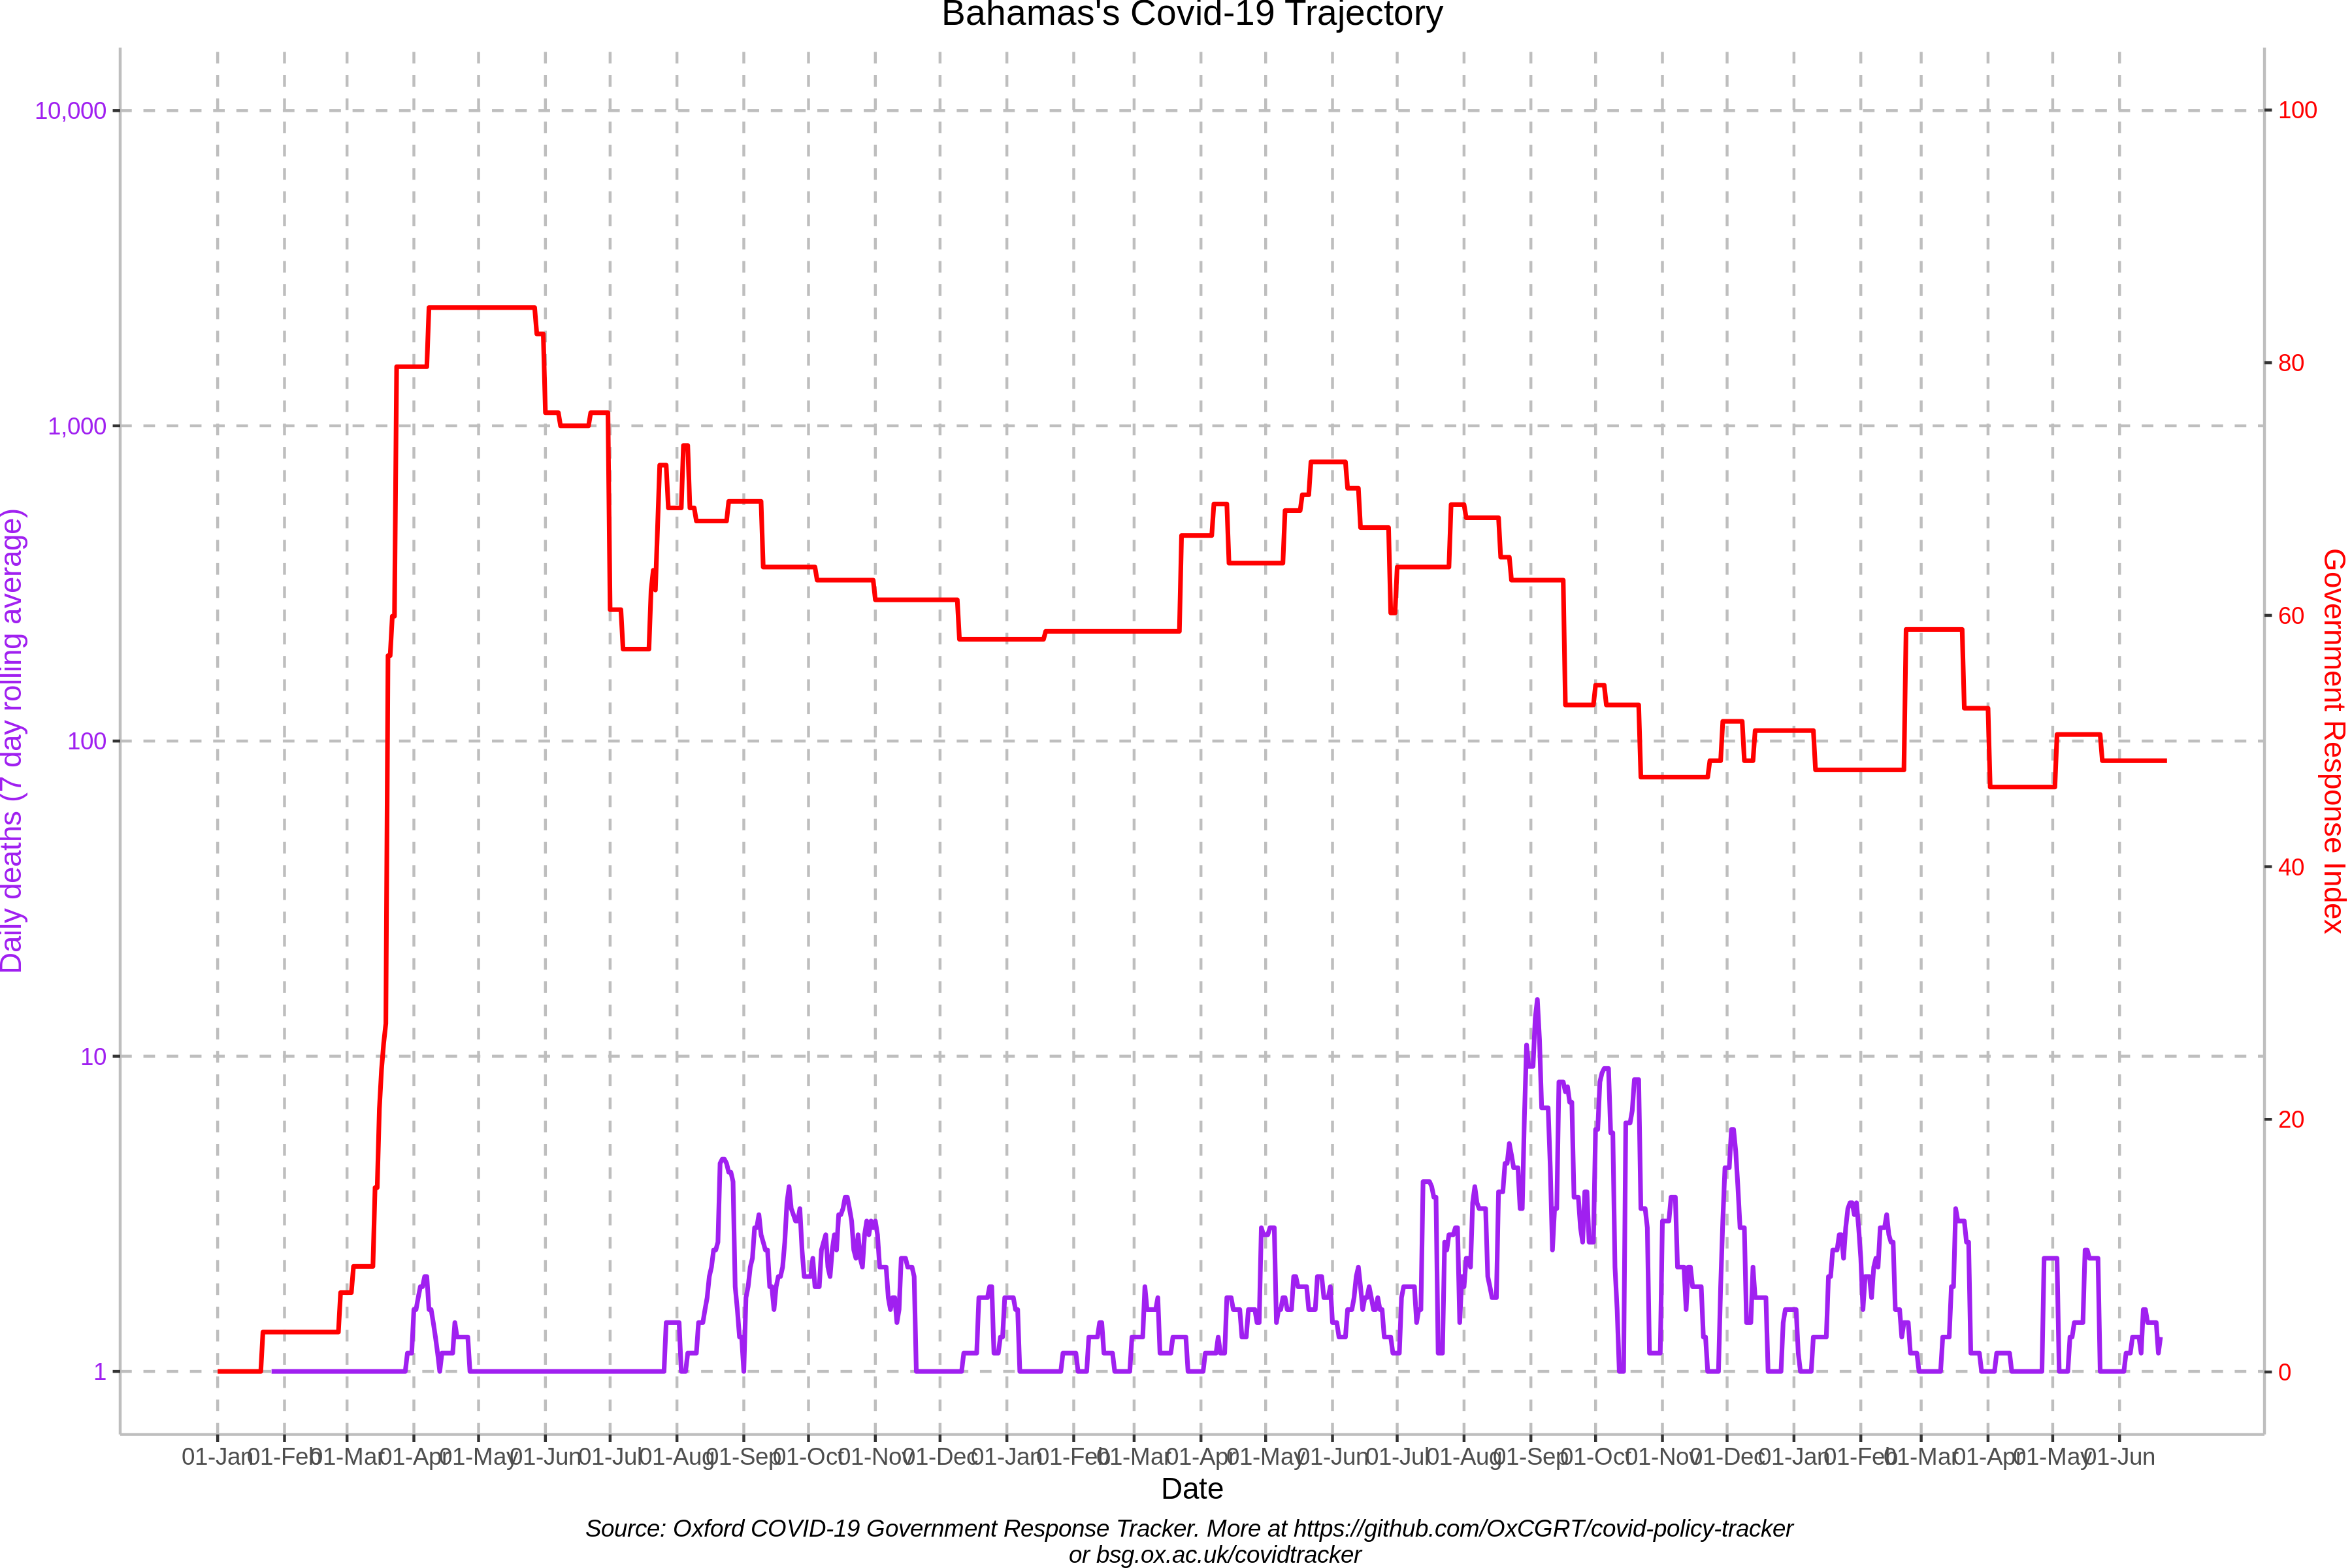 Bahamas's Covid-19 Trajectory
10,000
1,000
100
10
1
Daily deaths (7 day rolling average)
100
80
60
40
20
0
Government Response Index
01-Jan 01-Feb 01-Mar 01-Apr 01-May 01-Jun 01-Jul 01-Aug 01-Sep 01-Oct 01-Nov 01-Dec 01-Jan 01-Feb 01-Mar 01-Apr 01-May 01-Jun 01-Jul 01-Aug 01-Sep 01-Oct 01-Nov 01-Dec 01-Jan 01-Feb 01-Mar 01-Apr 01-May 01-Jun
Date
Source: Oxford COVID-19 Government Response Tracker. More at https://github.com/OxCGRT/covid-policy-tracker
or bsg.ox.ac.uk/covidtracker